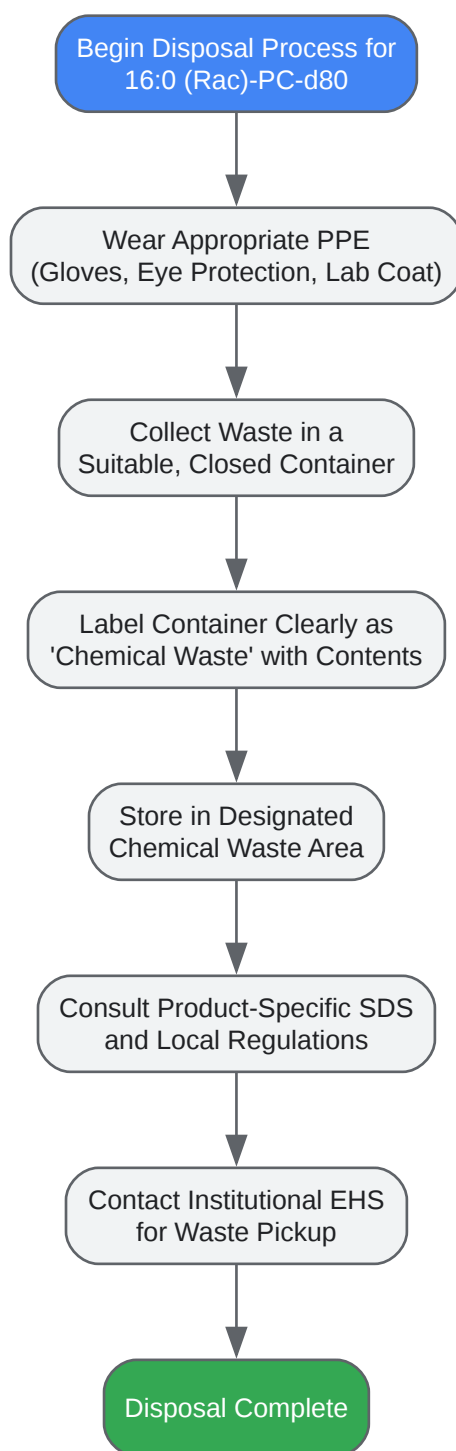 Begin Disposal Process for
16:0 (Rac)-PC-d80
Wear Appropriate PPE
(Gloves, Eye Protection, Lab Coat)
Collect Waste in a
Suitable, Closed Container
Label Container Clearly as
'Chemical Waste' with Contents
Store in Designated
Chemical Waste Area
Consult Product-Specific SDS
and Local Regulations
Contact Institutional EHS
for Waste Pickup
Disposal Complete